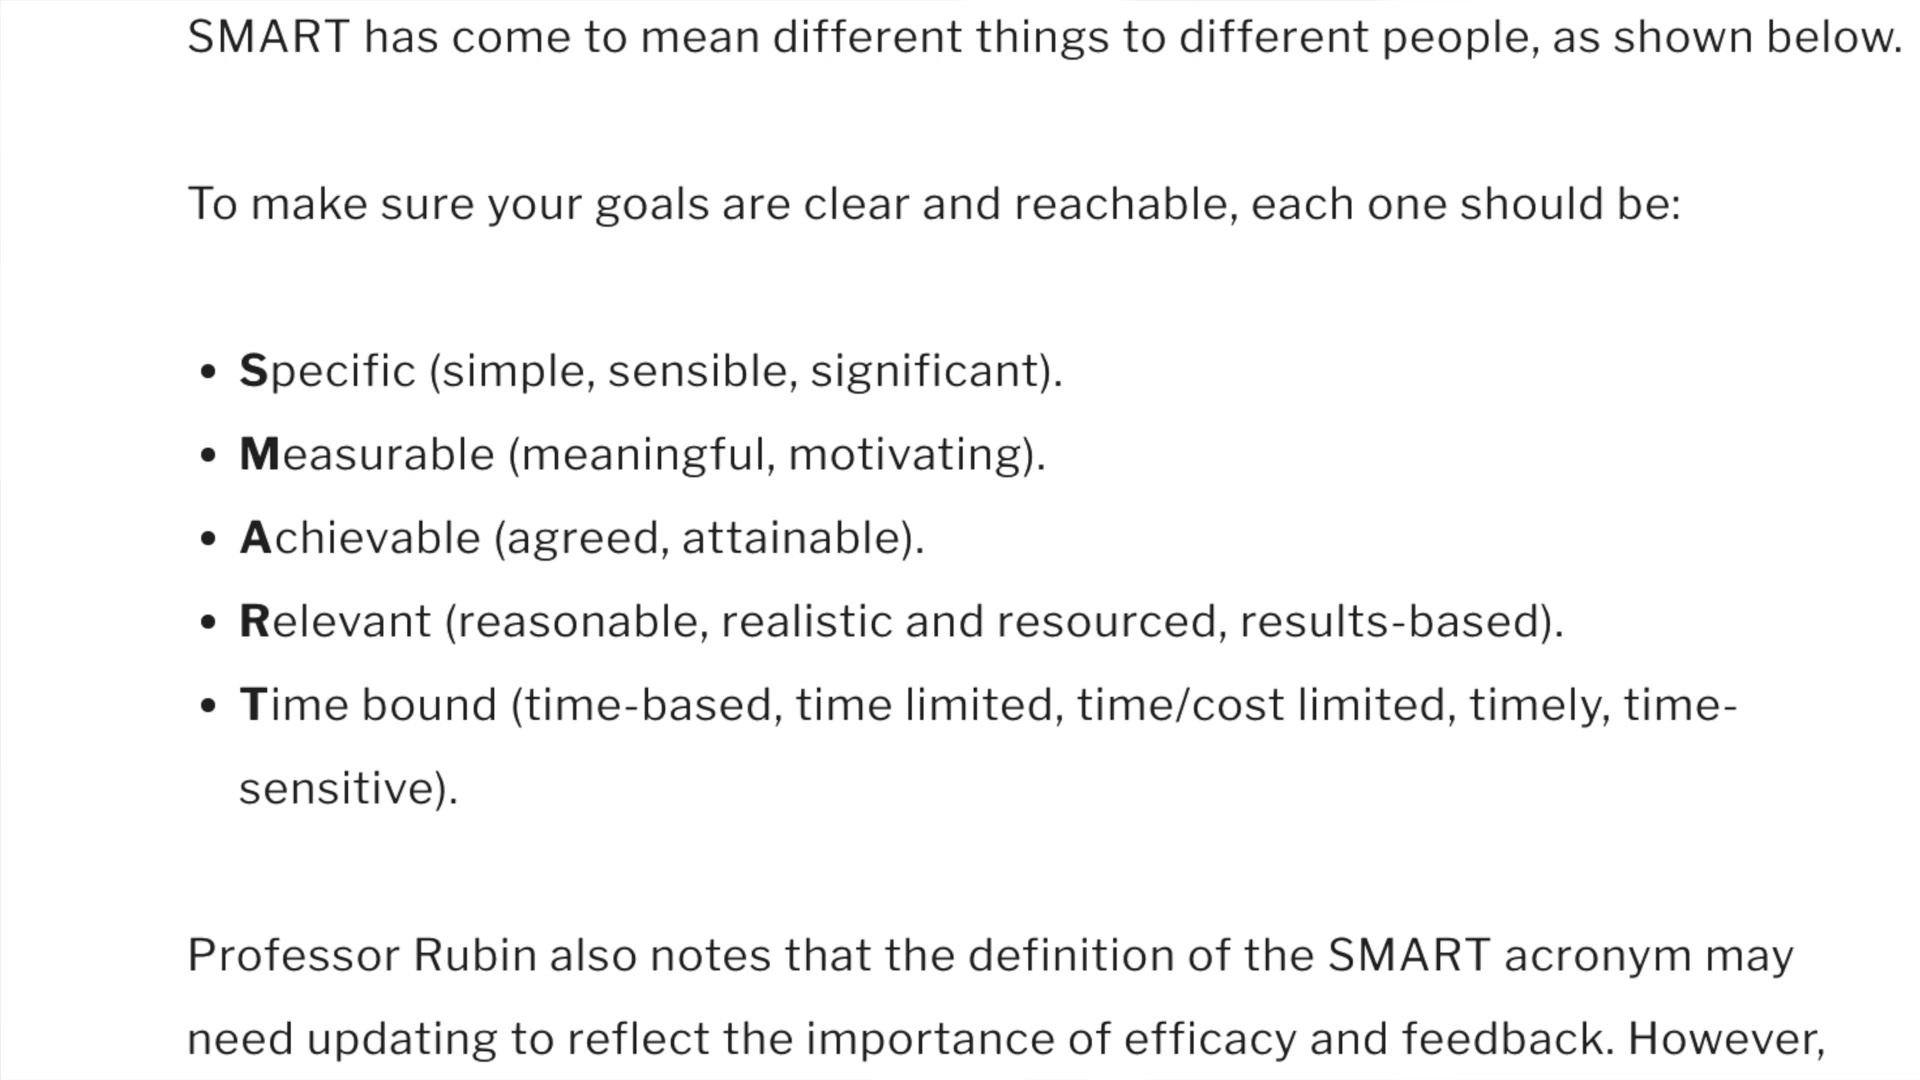 SMART has come to mean different things to different people, as shown below.
To make sure your goals are clear and reachable, each one should be:
• Specific (simple, sensible, significant).
• Measurable (meaningful, motivating).
• Achievable (agreed, attainable).
• Relevant (reasonable, realistic and resourced, results-based).
• Time bound (time-based, time limited, time/cost limited, timely, time-
sensitive).
Professor Rubin also notes that the definition of the SMART acronym may
need updating to reflect the importance of efficacy and feedback. However,